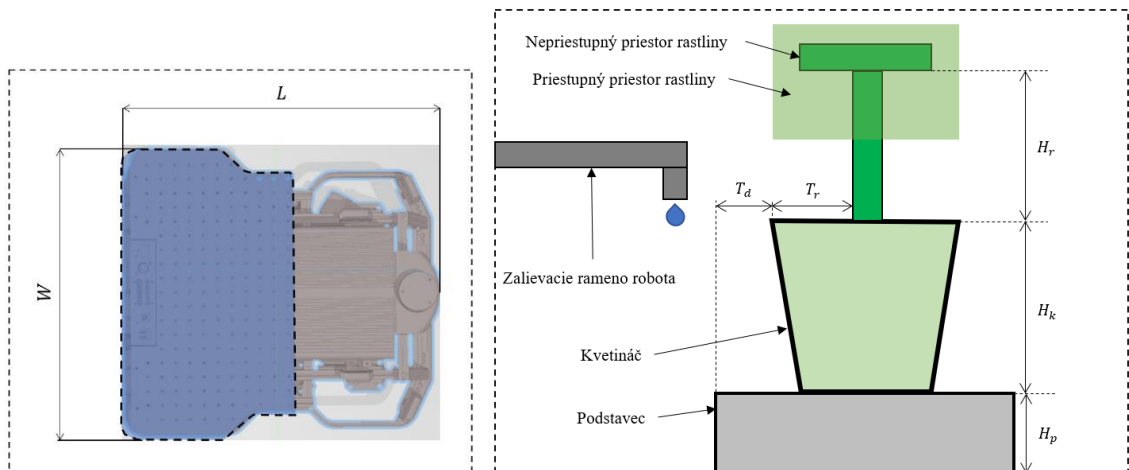 L
W
Nepriestupný priestor rastliny
Priestupný priestor rastliny
H_r
T_d
T_r
Zalievacie rameno robota
H_k
Kvetináč
Podstavec
H_p